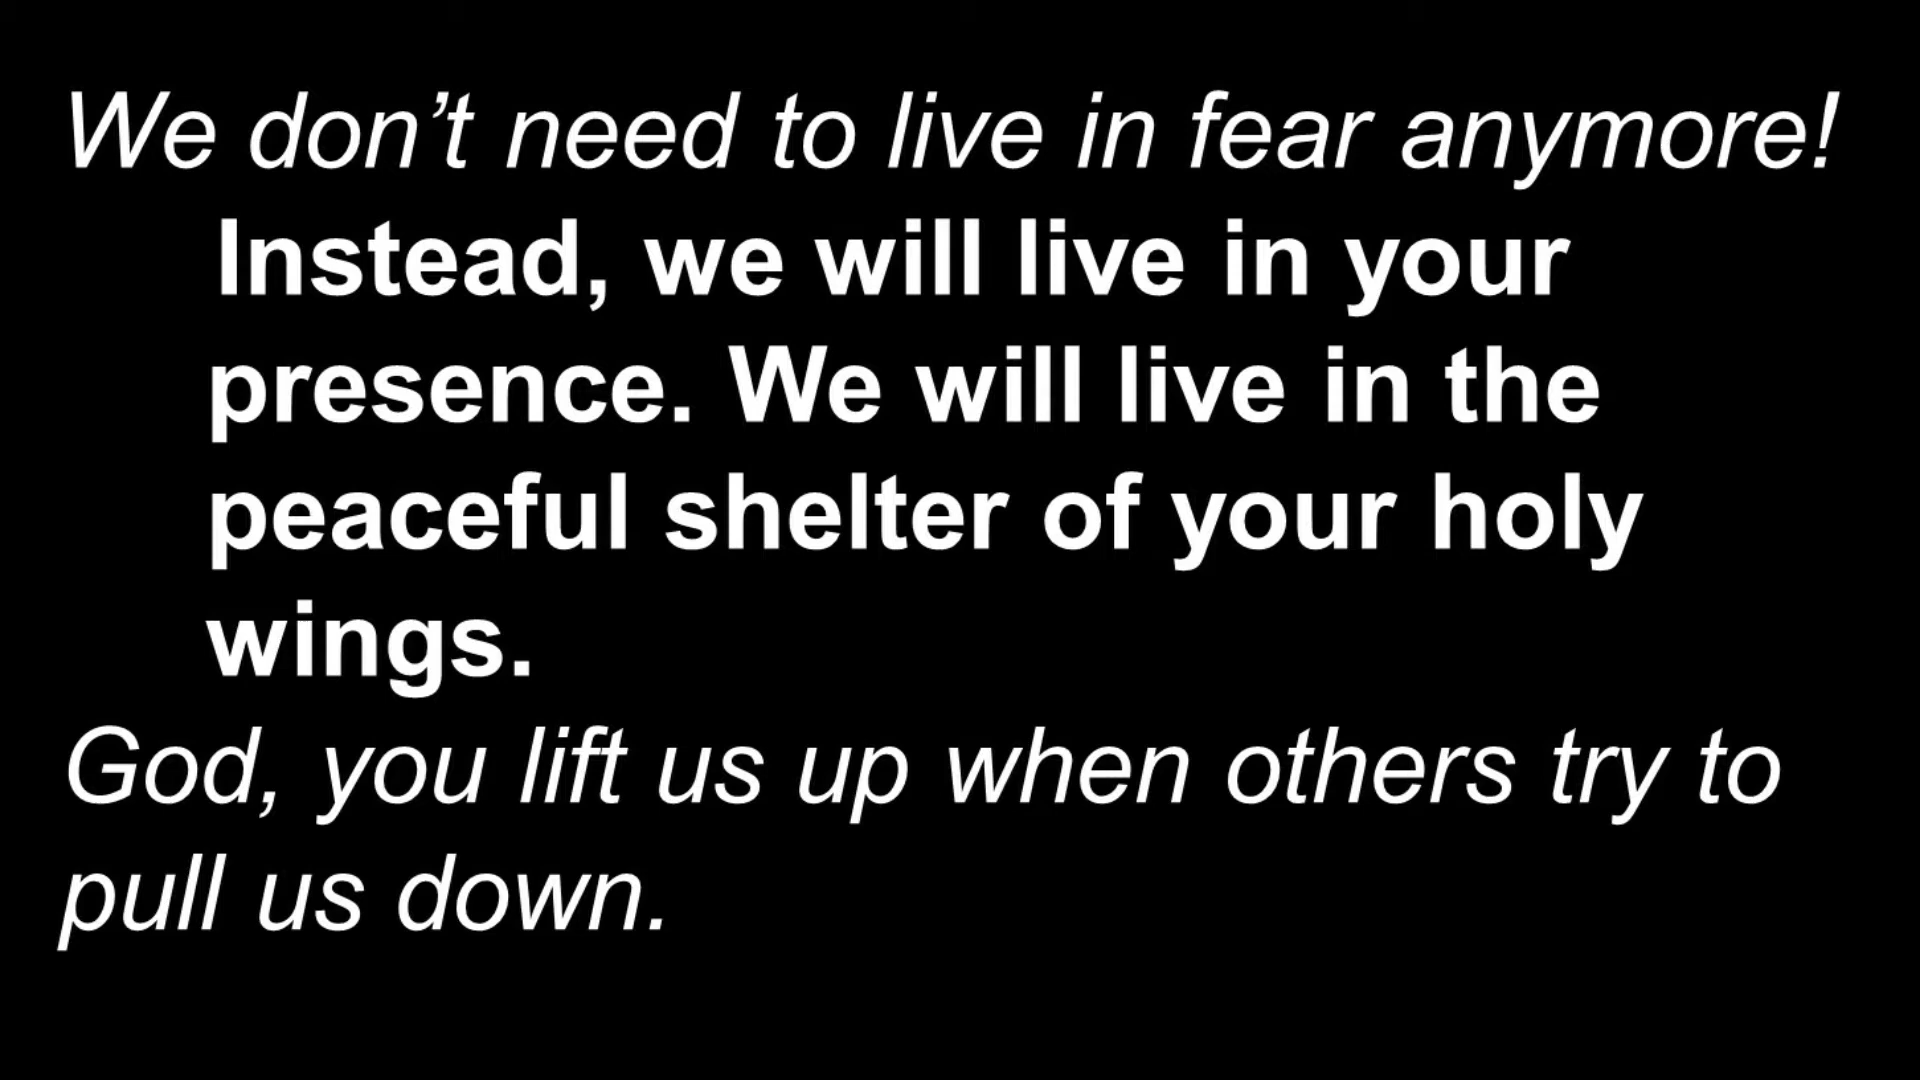 We don’t need to live in fear anymore!
Instead, we will live in your
presence. We will live in the
peaceful shelter of your holy
wings.
God, you lift us up when others try to
pull us down.